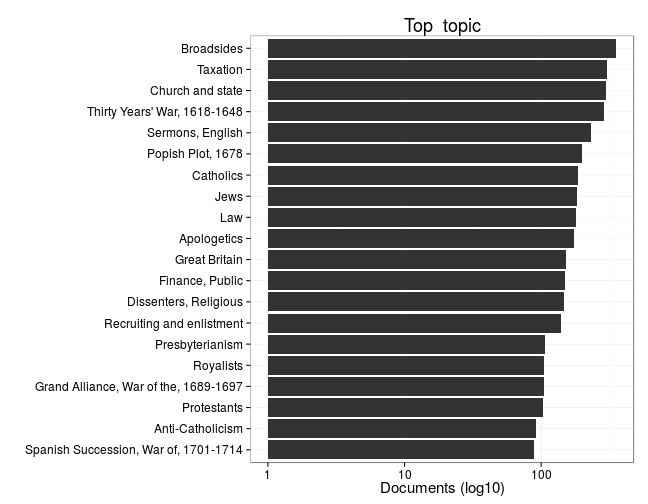 Top  topic
Broadsides
Taxation
Church and state
Thirty Years' War, 1618-1648
Sermons, English
Popish Plot, 1678
Catholics
Jews
Law
Apologetics
Great Britain
Finance, Public
Dissenters, Religious
Recruiting and enlistment
Presbyterianism
Royalists
Grand Alliance, War of the, 1689-1697
Protestants
Anti-Catholicism
Spanish Succession, War of, 1701-1714
1 10 100
Documents (log10)